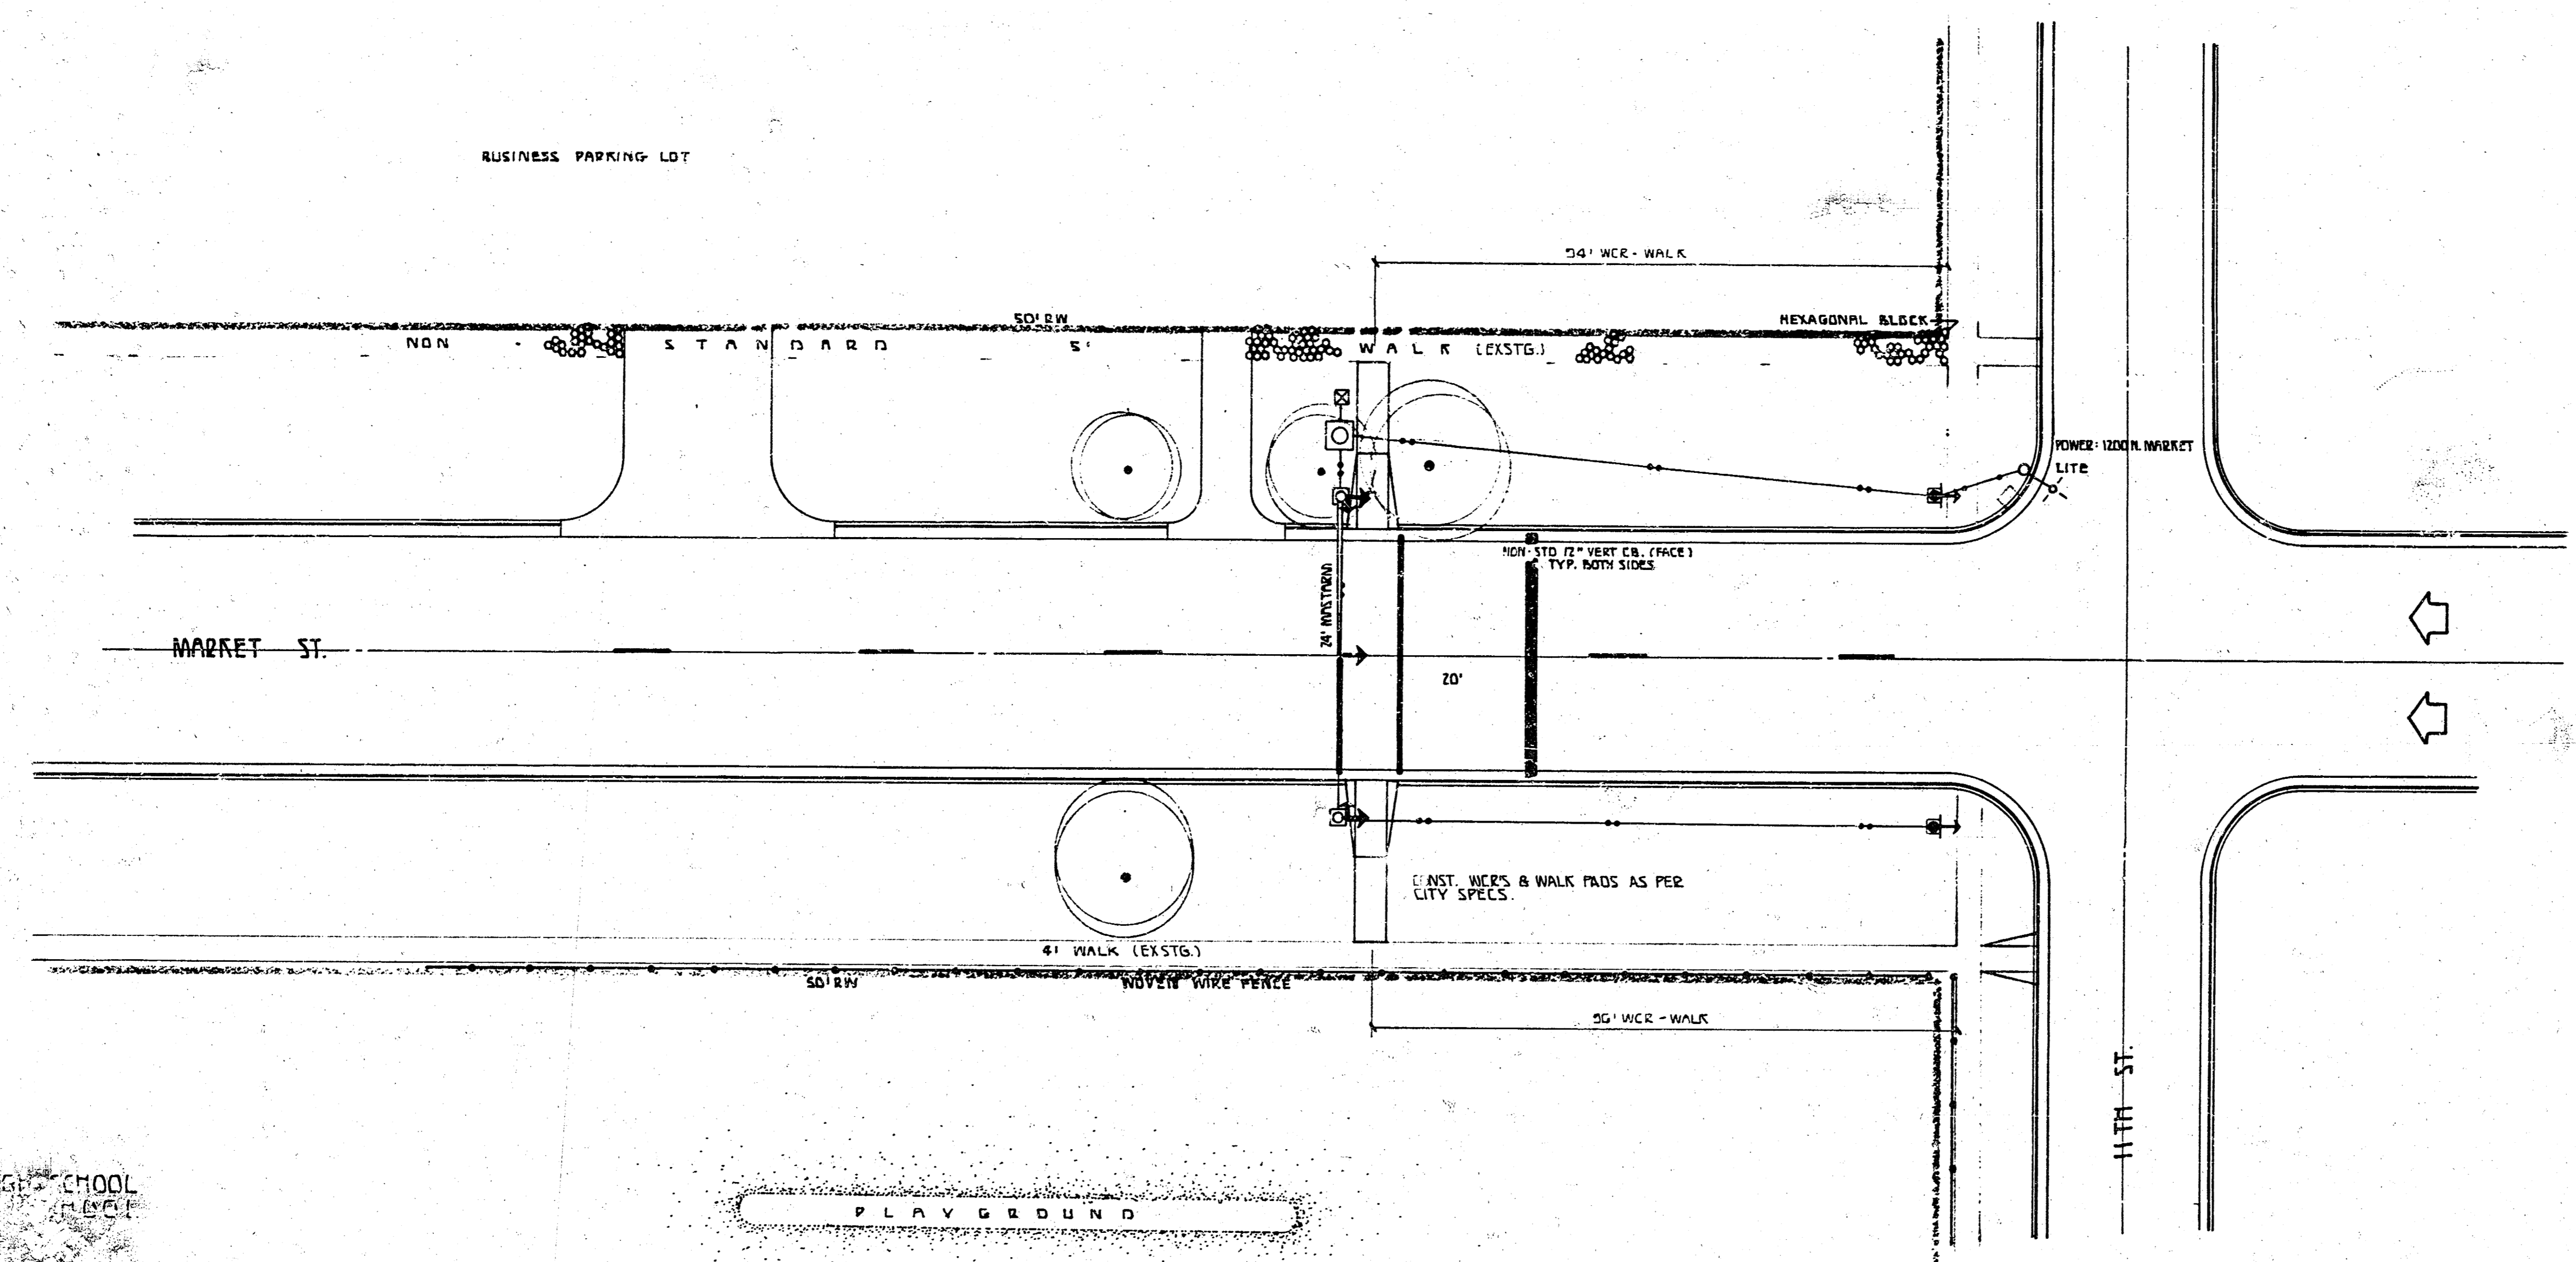 BUSINESS PARKING LOT
94' WCR - WALK
50' RW
HEXAGONAL BLOCK
NON STANDARD 5' WALK (EXSTG.)
POWER: 1200 N. MARKET
LITE
NON-STD 12" VERT CB. (FACE)
TYP. BOTH SIDES
24' MASTARM
MARKET ST.
20'
CONST. WCR'S & WALK PADS AS PER
CITY SPECS.
4' WALK (EXSTG.)
50' RW
WOVEN WIRE FENCE
96' WCR - WALK
11TH ST.
SCHOOL
PLAYGROUND